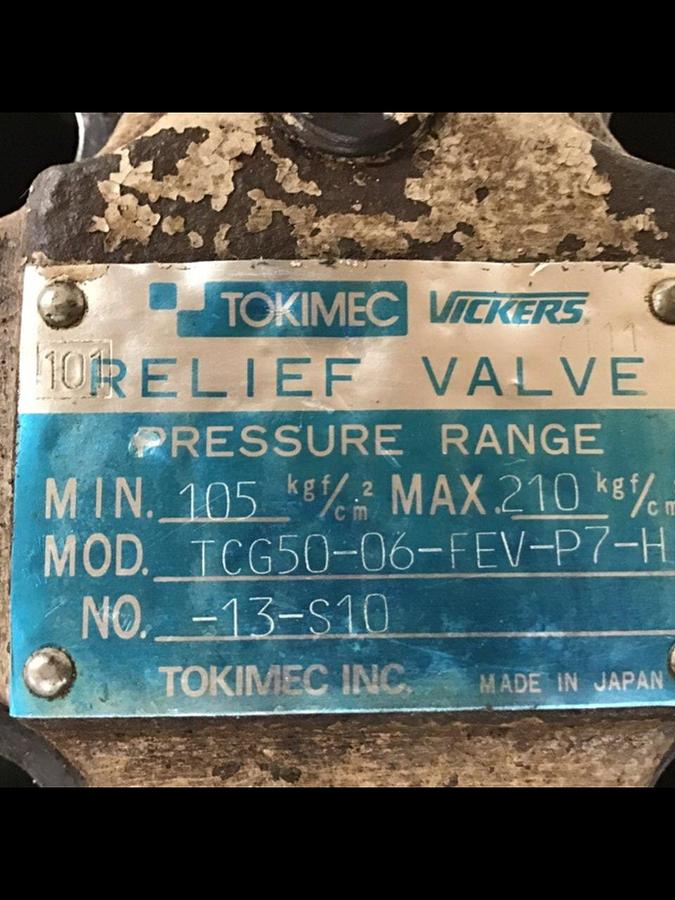 TOKIMEC VICKERS
101 11
RELIEF VALVE
PRESSURE RANGE
MIN. 105 kgf/cm² MAX. 210 kgf/cm
MOD. TCG50-06-FEV-P7-H
NO. -13-S10
TOKIMEC INC. MADE IN JAPAN